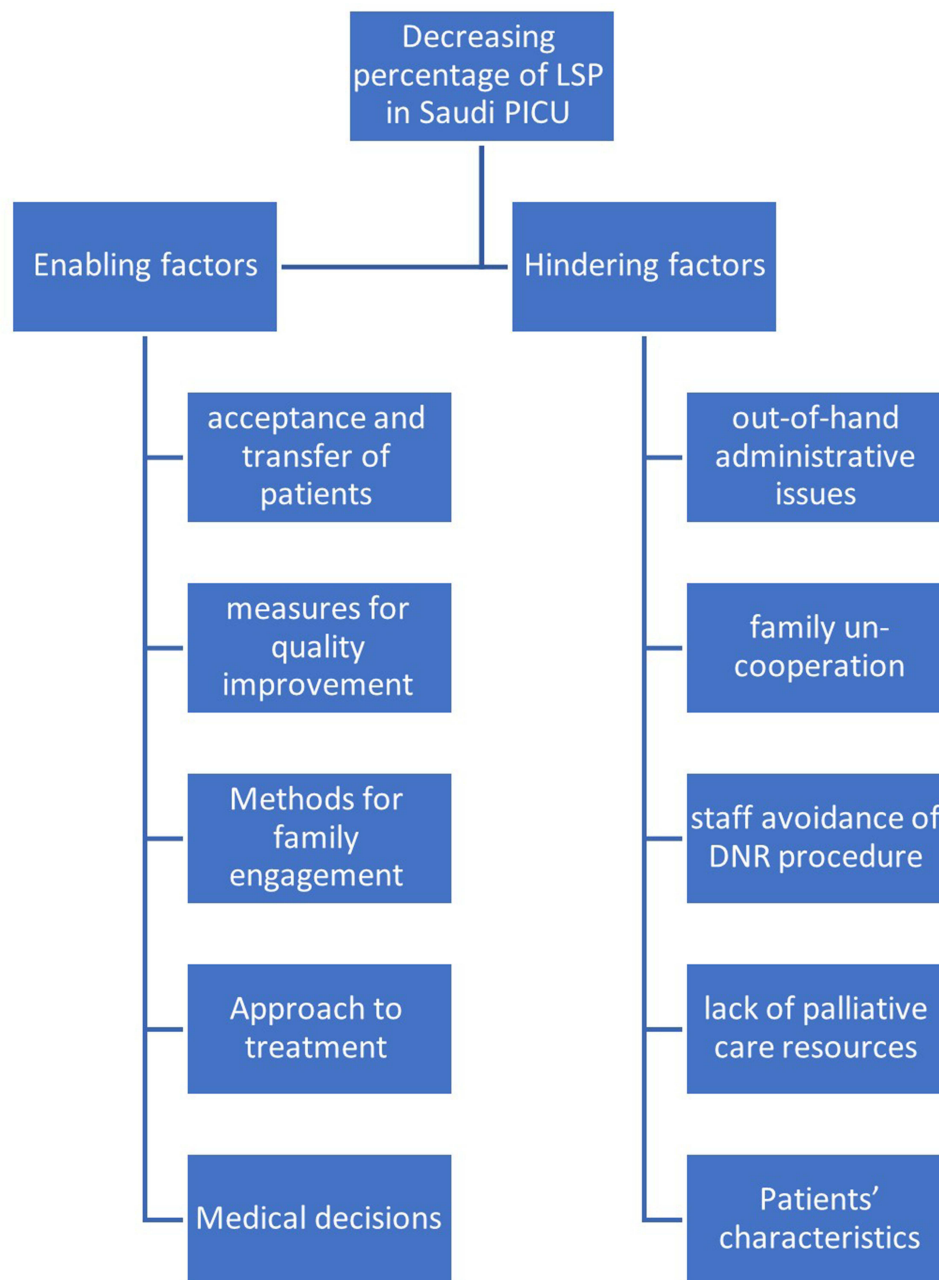 Decreasing
percentage of LSP
in Saudi PICU
Enabling factors
Hindering factors
acceptance and
transfer of
patients
measures for
quality
improvement
Methods for
family
engagement
Approach to
treatment
Medical decisions
out-of-hand
administrative
issues
family un-
cooperation
staff avoidance of
DNR procedure
lack of palliative
care resources
Patients’
characteristics